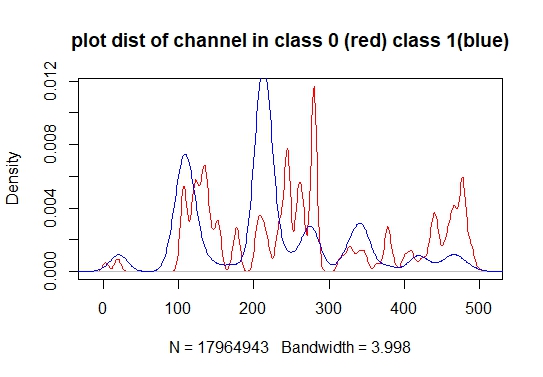 plot dist of channel in class 0 (red) class 1(blue)
Density
0.012
0.008
0.004
0.000
0 100 200 300 400 500
N = 17964943 Bandwidth = 3.998